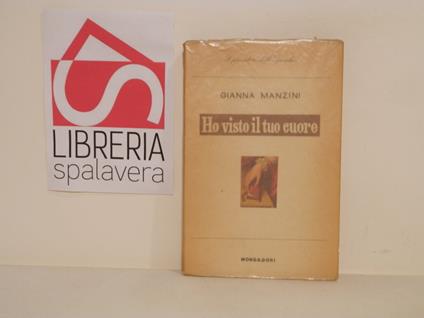 LIBRERIA
spalavera
GIANNA MANZINI
Ho visto il tuo cuore
MONDADORI